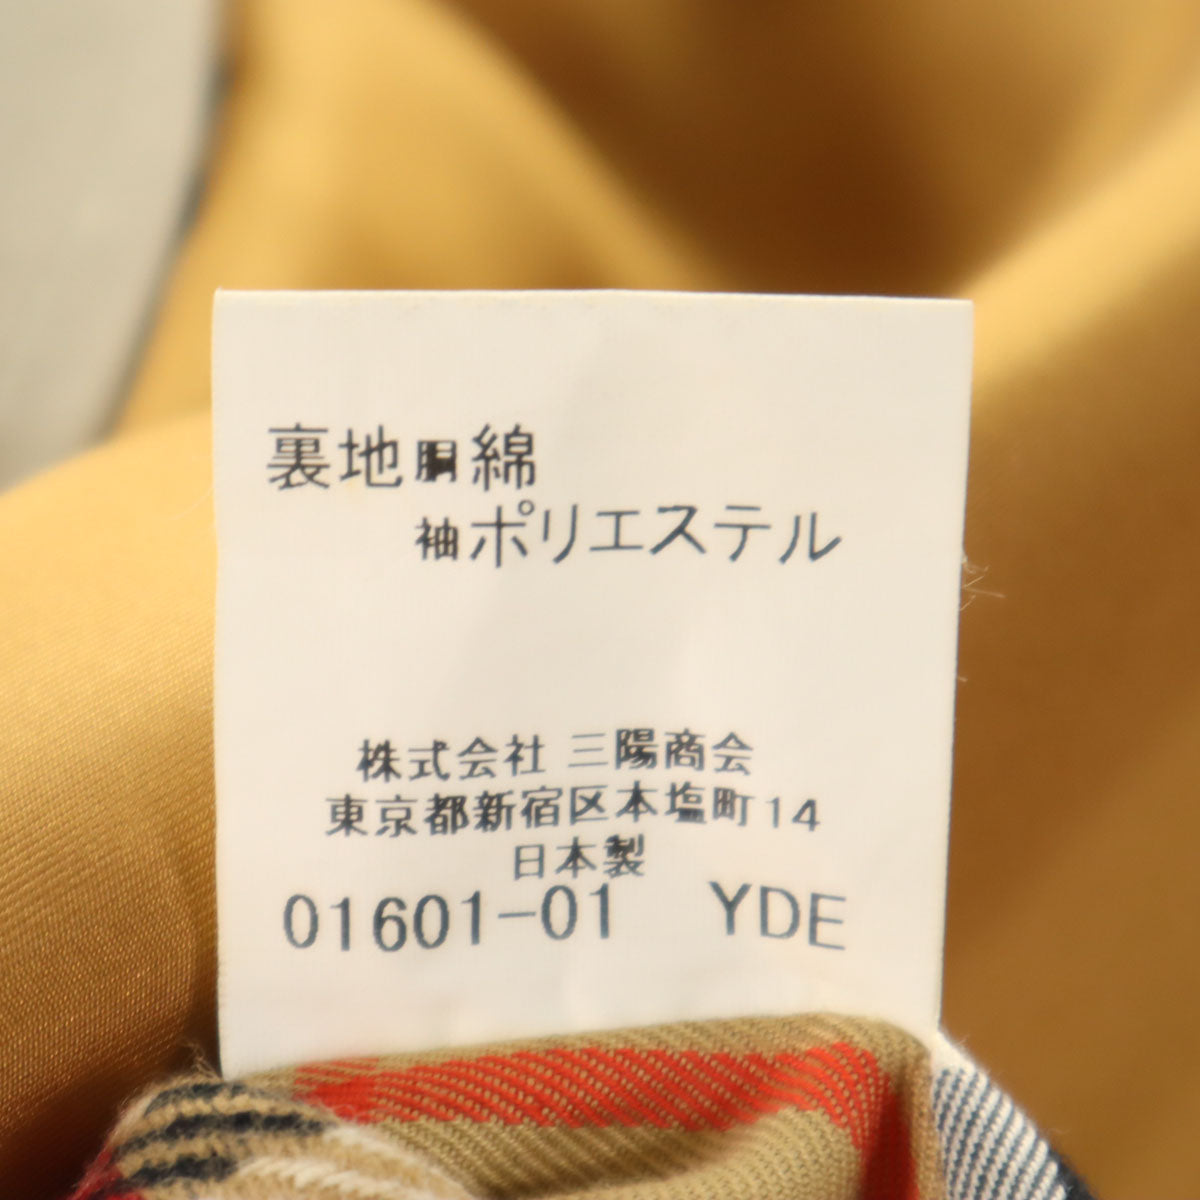 裏地胴綿
袖ポリエステル
株式会社 三陽商会
東京都新宿区本塩町14
日本製
01601-01 YDE